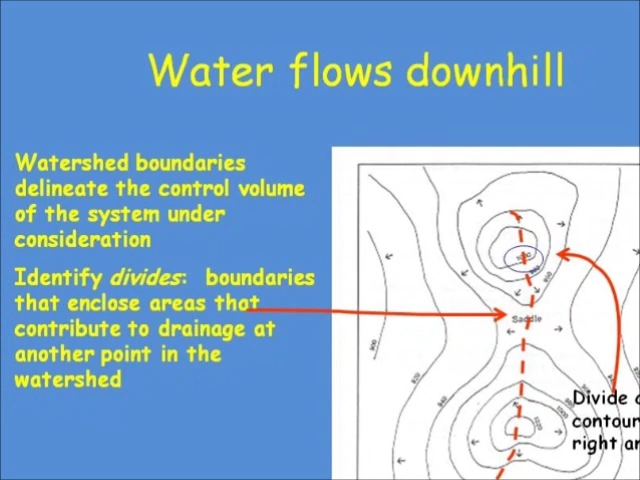 Water flows downhill
Watershed boundaries
delineate the control volume
of the system under
consideration
Identify divides: boundaries
that enclose areas that
contribute to drainage at
another point in the
watershed
Saddle
Divide
contour
right